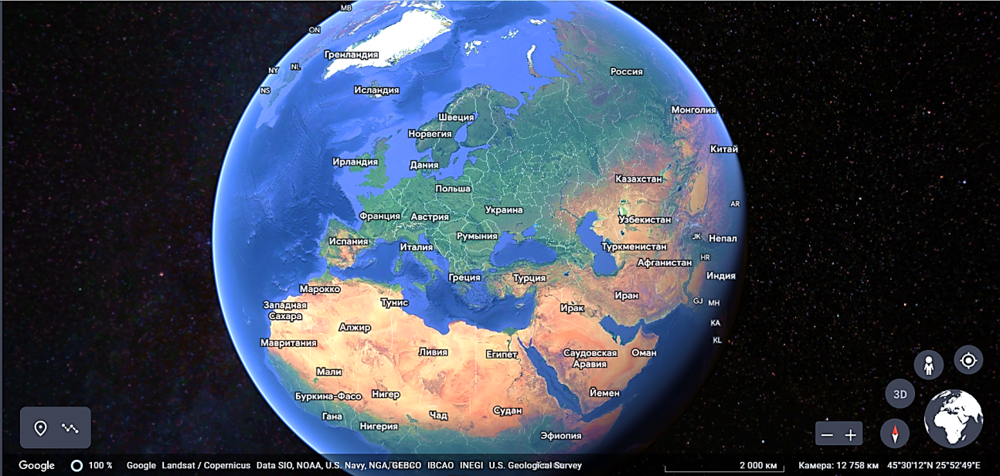 MB
ON
Гренландия
NL
NY
Россия
NS
Исландия
Монголия
Швеция
Норвегия
Китай
Ирландия
Дания
Казахстан
Польша
AR
Украина
Франция
Австрия
Узбекистан
Румыния
JK
Непал
Испания
Италия
Туркменистан
HR
Афганистан
Индия
Греция
Турция
Марокко
Иран
GJ
MH
Тунис
Западная
Сахара
Ирак
KA
Алжир
KL
Мавритания
Ливия
Египет
Саудовская
Аравия
Оман
Мали
Буркина-Фасо
Нигер
Йемен
Гана
Чад
Судан
Нигерия
Эфиопия
3D
Google 100 % Google Landsat / Copernicus Data SIO, NOAA, U.S. Navy, NGA, GEBCO IBCAO INEGI U.S. Geological Survey 2 000 км Камера: 12 758 км 45°30'12"N 25°52'49"E